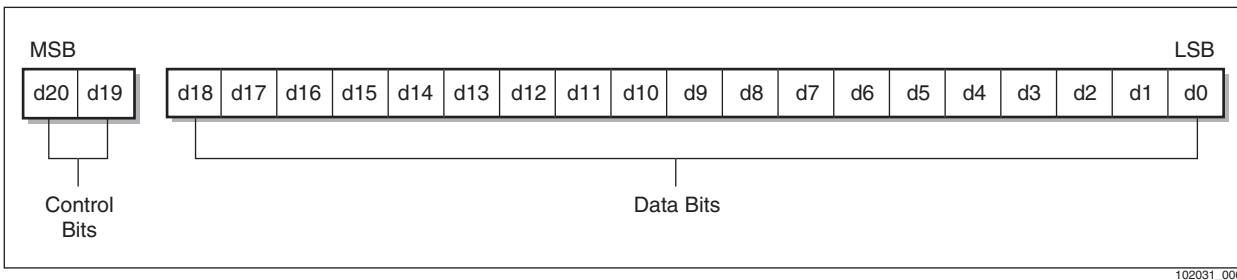 MSB
LSB
d20 d19 d18 d17 d16 d15 d14 d13 d12 d11 d10 d9 d8 d7 d6 d5 d4 d3 d2 d1 d0
Control
Bits
Data Bits